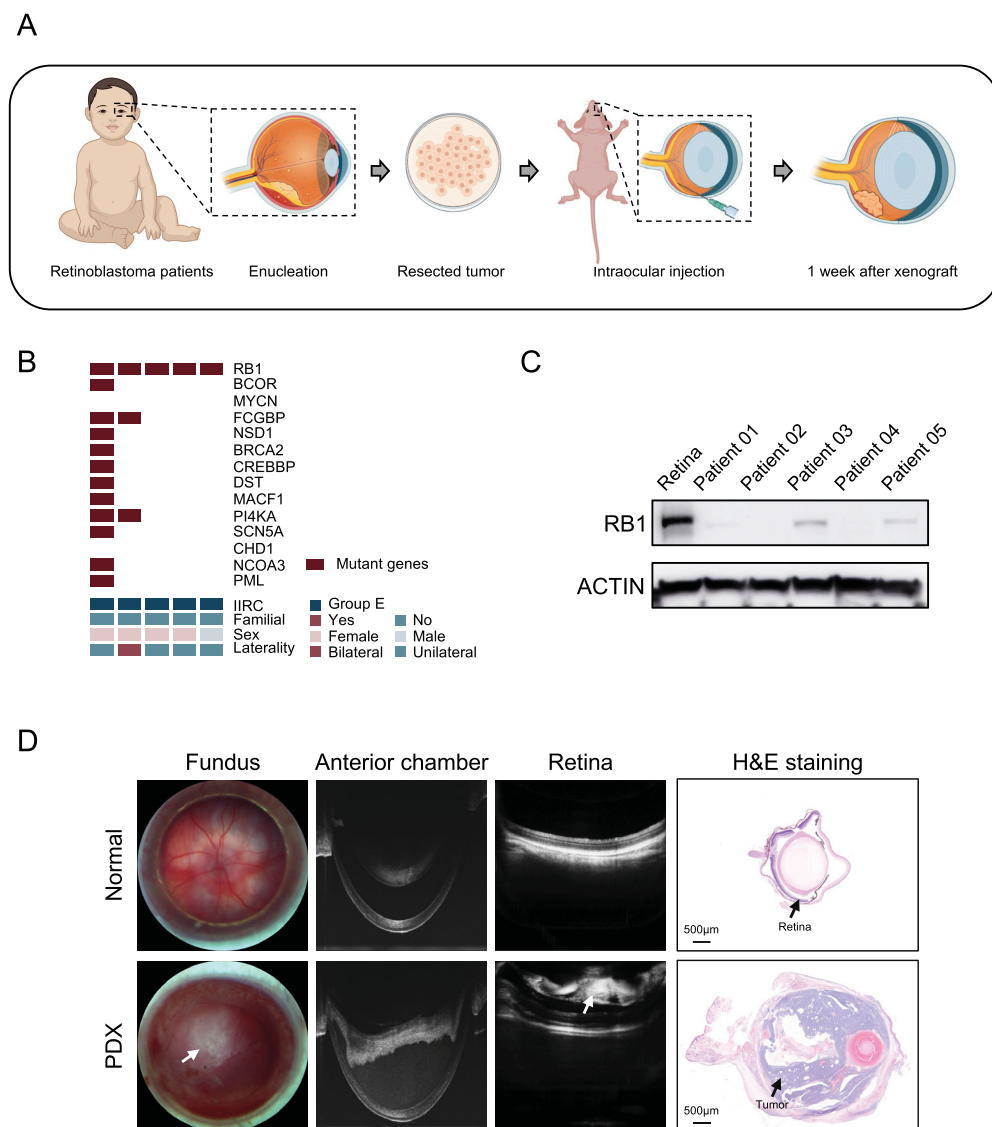 A
Retinoblastoma patients
Enucleation
Resected tumor
Intraocular injection
1 week after xenograft
B
RB1
BCOR
MYCN
FCGBP
NSD1
BRCA2
CREBBP
DST
MACF1
PI4KA
SCN5A
CHD1
NCOA3
PML
Mutant genes
IIRC
Group E
Familial
Yes
No
Sex
Female
Male
Laterality
Bilateral
Unilateral
C
Retina
Patient 01
Patient 02
Patient 03
Patient 04
Patient 05
RB1
ACTIN
D
Fundus
Anterior chamber
Retina
H&E staining
Normal
500μm
Retina
PDX
500μm
Tumor